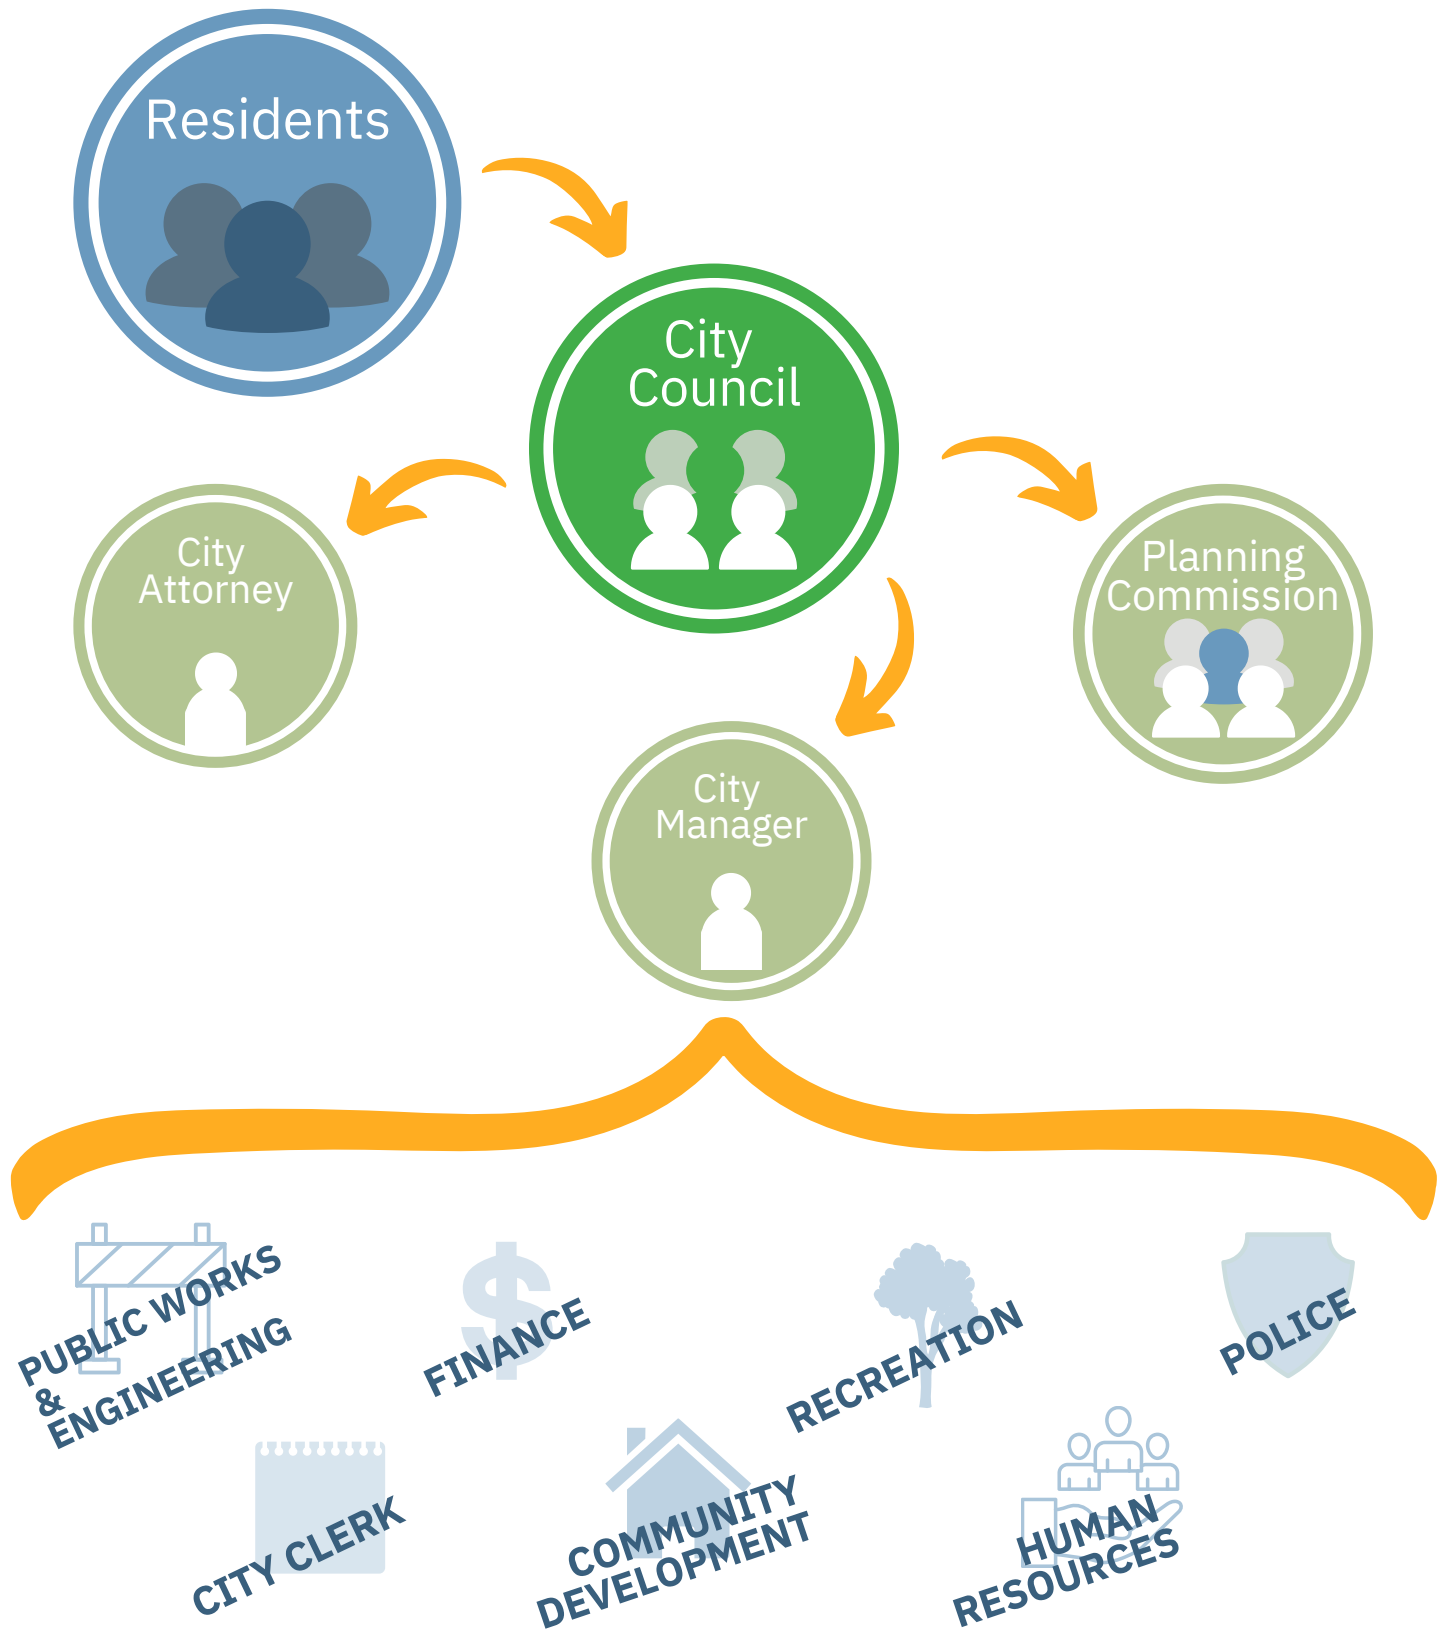 Residents
City
Council
City
Attorney
Planning
Commission
City
Manager
PUBLIC WORKS
&
ENGINEERING
FINANCE
RECREATION
POLICE
CITY CLERK
COMMUNITY
DEVELOPMENT
HUMAN
RESOURCES